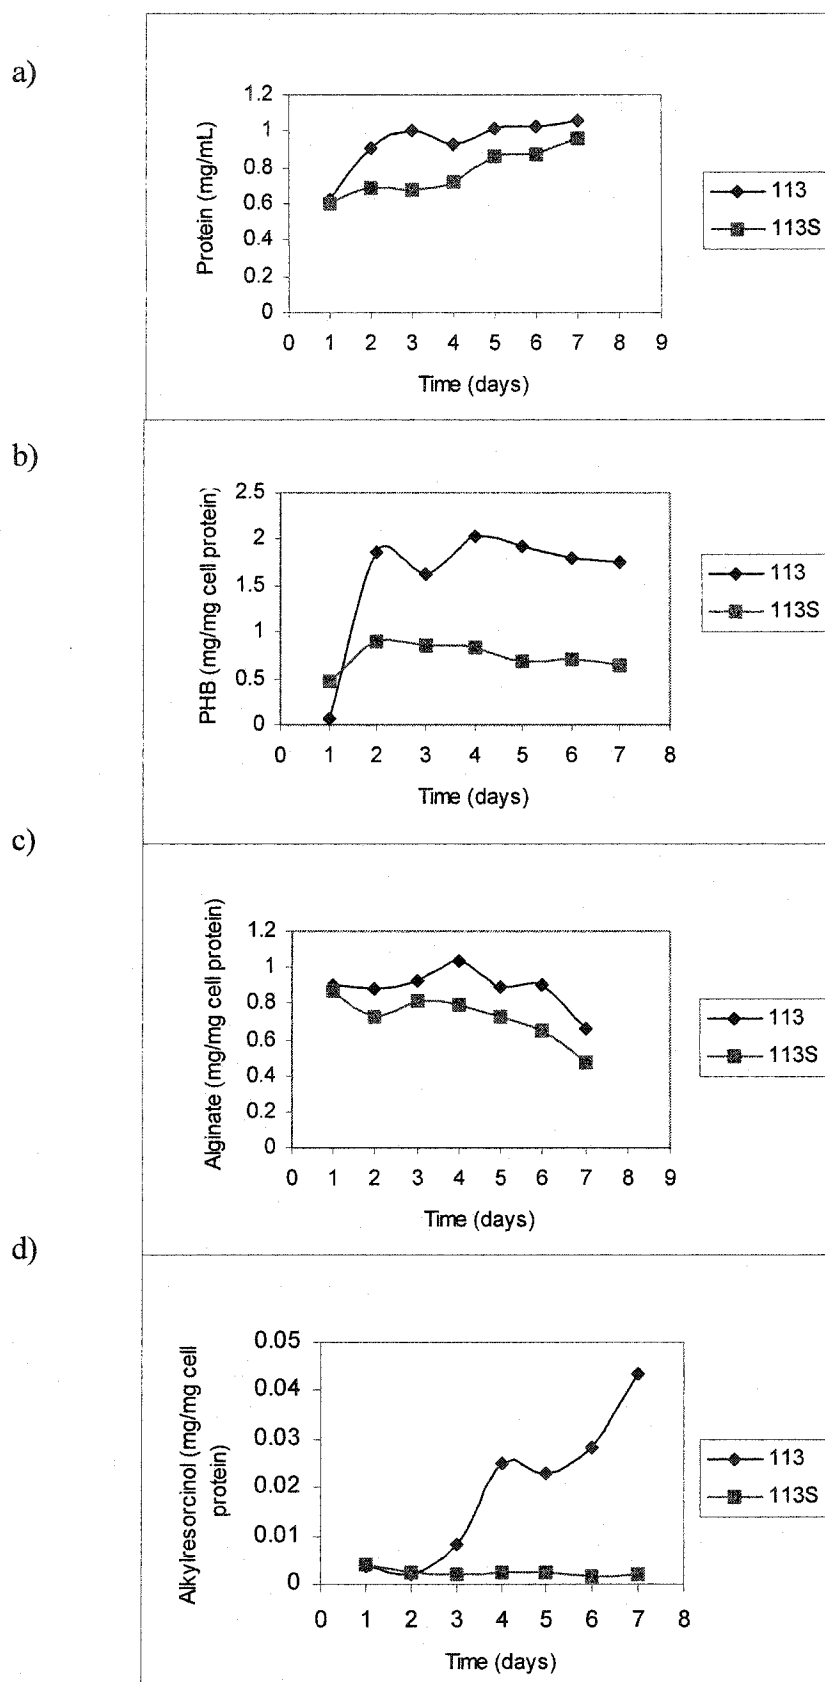 a)
Protein (mg/mL)
1.2
1
0.8
0.6
0.4
0.2
0
0 1 2 3 4 5 6 7 8 9
Time (days)
113
113S
b)
PHB (mg/mg cell protein)
2.5
2
1.5
1
0.5
0
0 1 2 3 4 5 6 7 8
Time (days)
113
113S
c)
Alginate (mg/mg cell protein)
1.2
1
0.8
0.6
0.4
0.2
0
0 1 2 3 4 5 6 7 8 9
Time (days)
113
113S
d)
Alkylresorcinol (mg/mg cell
protein)
0.05
0.04
0.03
0.02
0.01
0
0 1 2 3 4 5 6 7 8
Time (days)
113
113S